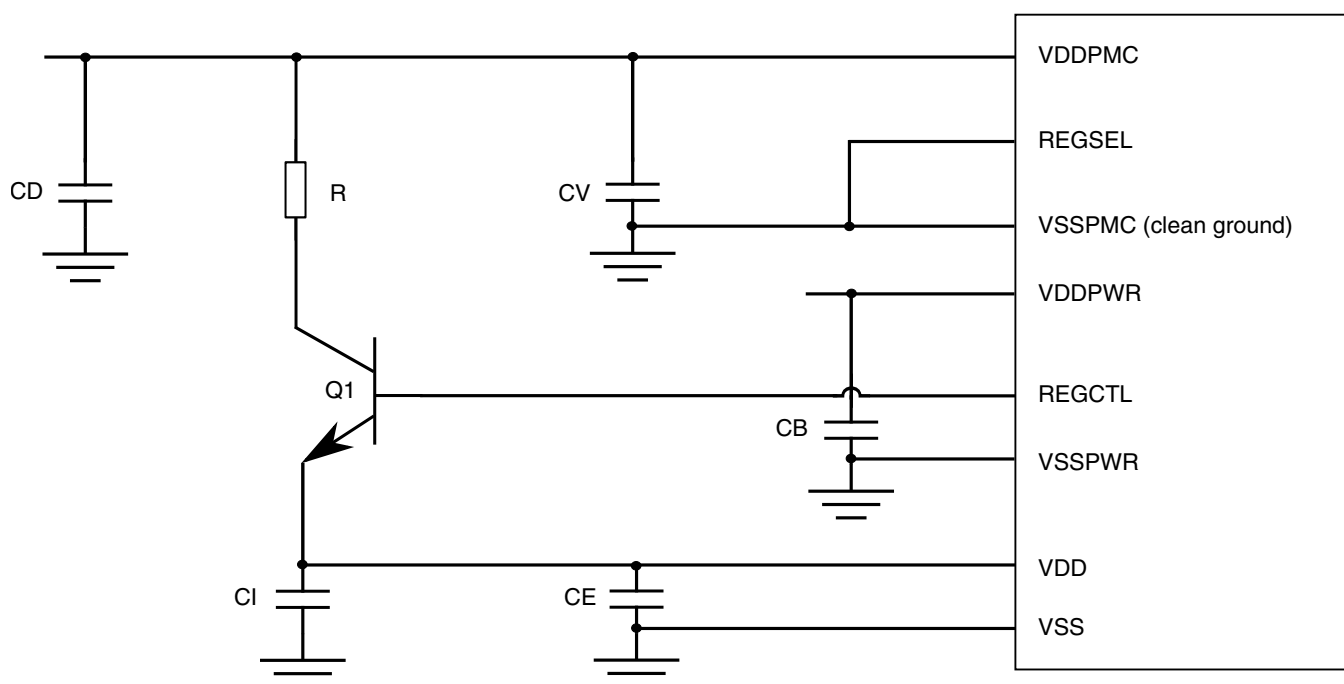 VDDPMC
REGSEL
CD
R
CV
VSSPMC (clean ground)
VDDPWR
Q1
REGCTL
CB
VSSPWR
VDD
CI
CE
VSS